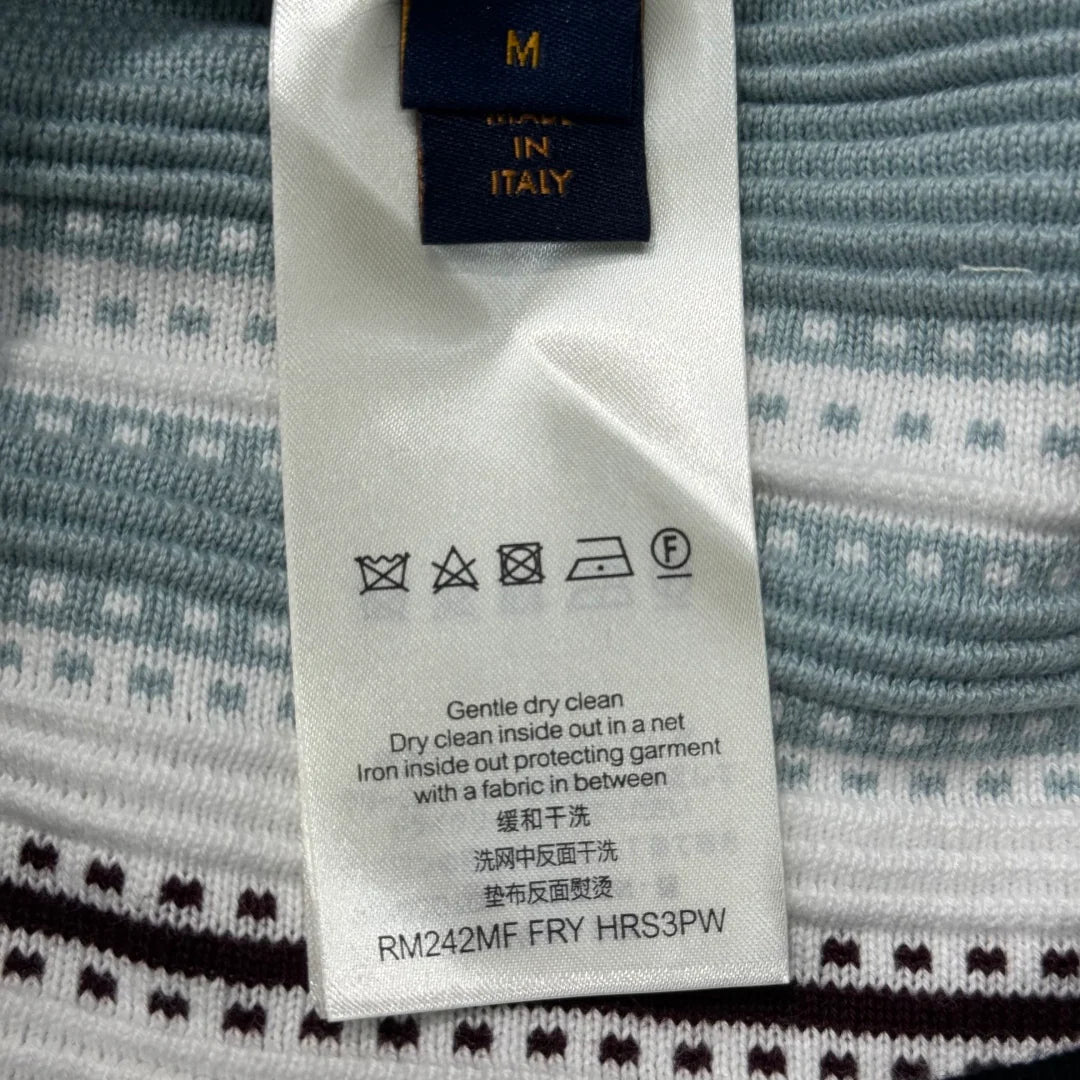 M
MADE
IN
ITALY
F
Gentle dry clean
Dry clean inside out in a net
Iron inside out protecting garment
with a fabric in between
缓和干洗
洗网中反面干洗
垫布反面熨烫
RM242MF FRY HRS3PW